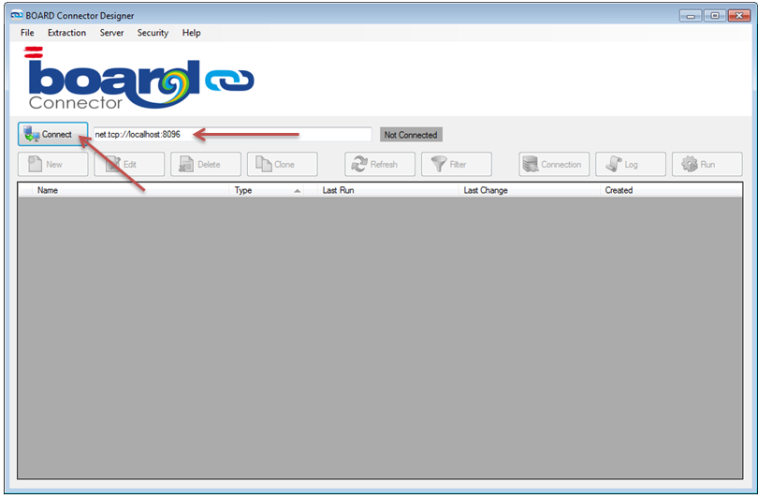 BOARD Connector Designer
File Extraction Server Security Help
board
Connector
Connect net.tcp://localhost:8096 Not Connected
New Edit Delete Clone Refresh Filter Connection Log Run
Name Type Last Run Last Change Created